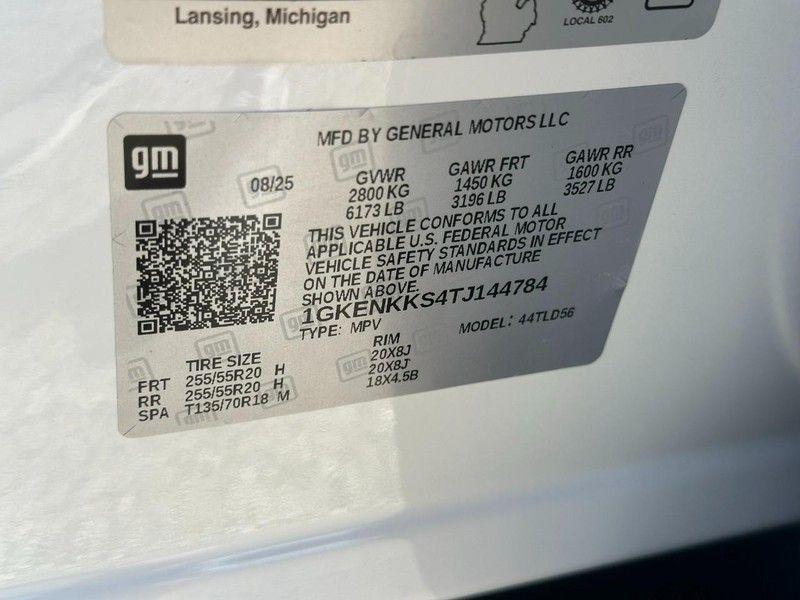 Lansing, Michigan
LOCAL 602
gm
MFD BY GENERAL MOTORS LLC
08/25
GVWR
2800 KG
6173 LB
GAWR FRT
1450 KG
3196 LB
GAWR RR
1600 KG
3527 LB
THIS VEHICLE CONFORMS TO ALL
APPLICABLE U.S. FEDERAL MOTOR
VEHICLE SAFETY STANDARDS IN EFFECT
ON THE DATE OF MANUFACTURE
SHOWN ABOVE.
1GKENKKS4TJ144784
TYPE: MPV
MODEL: 44TLD56
TIRE SIZE
RIM
FRT 255/55R20 H 20X8J
RR 255/55R20 H 20X8J
SPA T135/70R18 M 18X4.5B